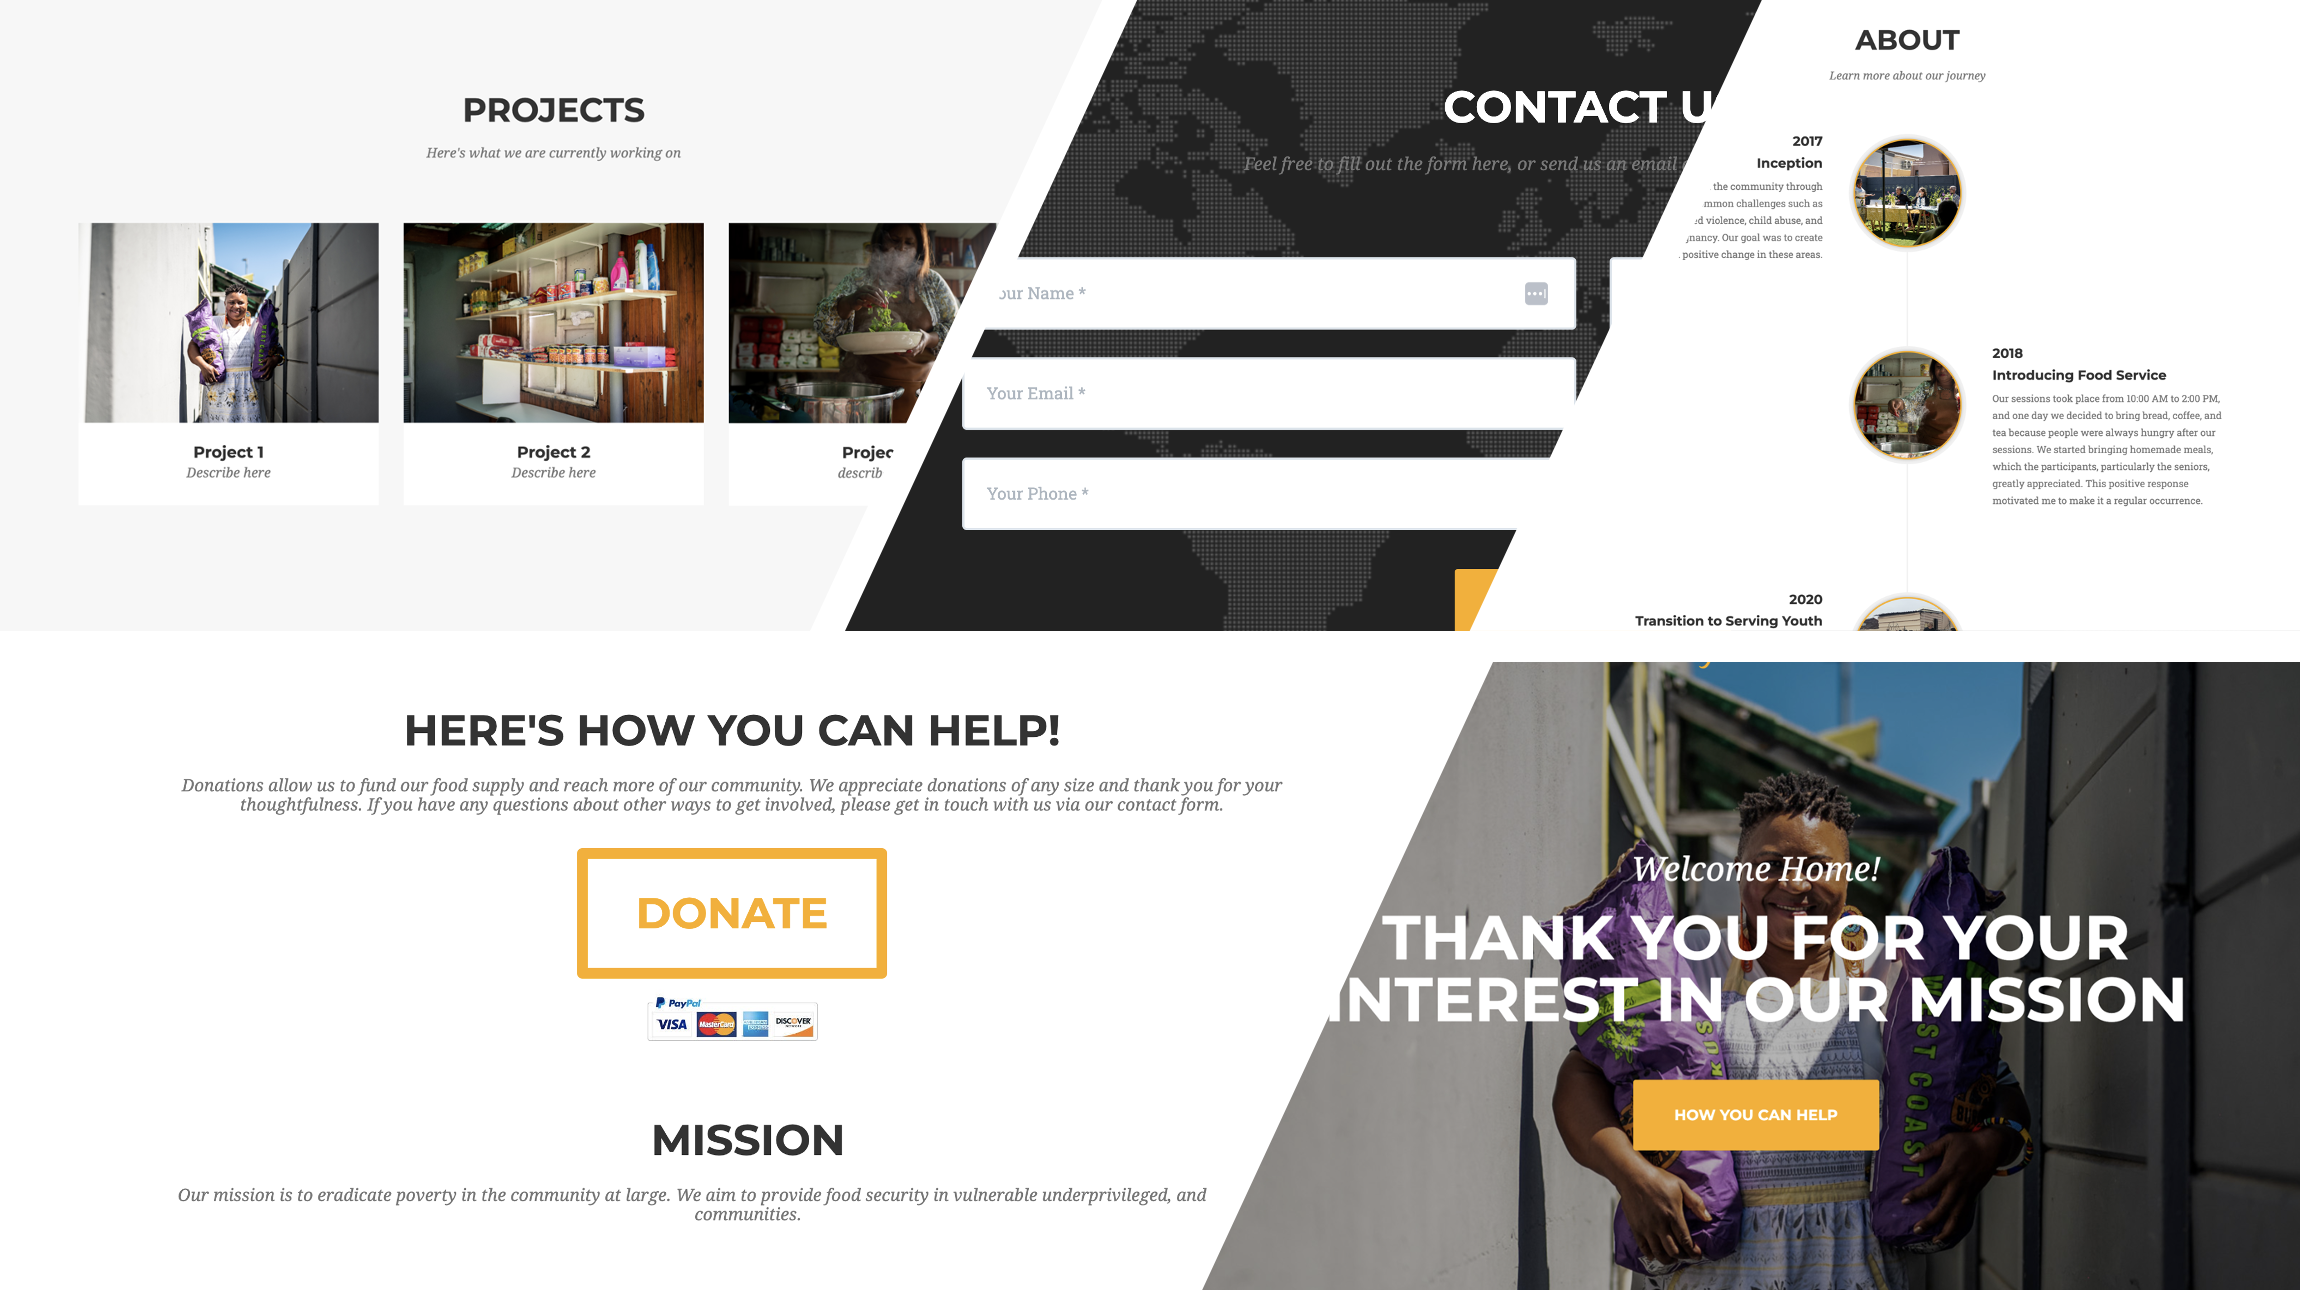 PROJECTS
Here's what we are currently working on
Project 1
Describe here
Project 2
Describe here
CONTACT
Feel free to fill out the form here, or send us an email
Name *
Your Email *
Your Phone *
ABOUT
Learn more about our journey
2017
Inception
the community through
challenges such as
violence, child abuse, and
Our goal was to create
positive change in these areas.
2018
Introducing Food Service
Our sessions took place from 10:00 AM to 2:00 PM,
and one day we decided to bring bread, coffee, and
tea because people were always hungry after our
sessions. We started bringing homemade meals,
which the participants, particularly the seniors,
greatly appreciated. This positive response
motivated me to make it a regular occurrence.
2020
Transition to Serving Youth
HERE'S HOW YOU CAN HELP!
Donations allow us to fund our food supply and reach more of our community. We appreciate donations of any size and thank you for your
thoughtfulness. If you have any questions about other ways to get involved, please get in touch with us via our contact form.
DONATE
PayPal
VISA MasterCard DISCOVER
MISSION
Our mission is to eradicate poverty in the community at large. We aim to provide food security in vulnerable underprivileged, and
communities.
Welcome Home!
THANK YOU FOR YOUR
INTEREST IN OUR MISSION
WEST COAST
HOW YOU CAN HELP